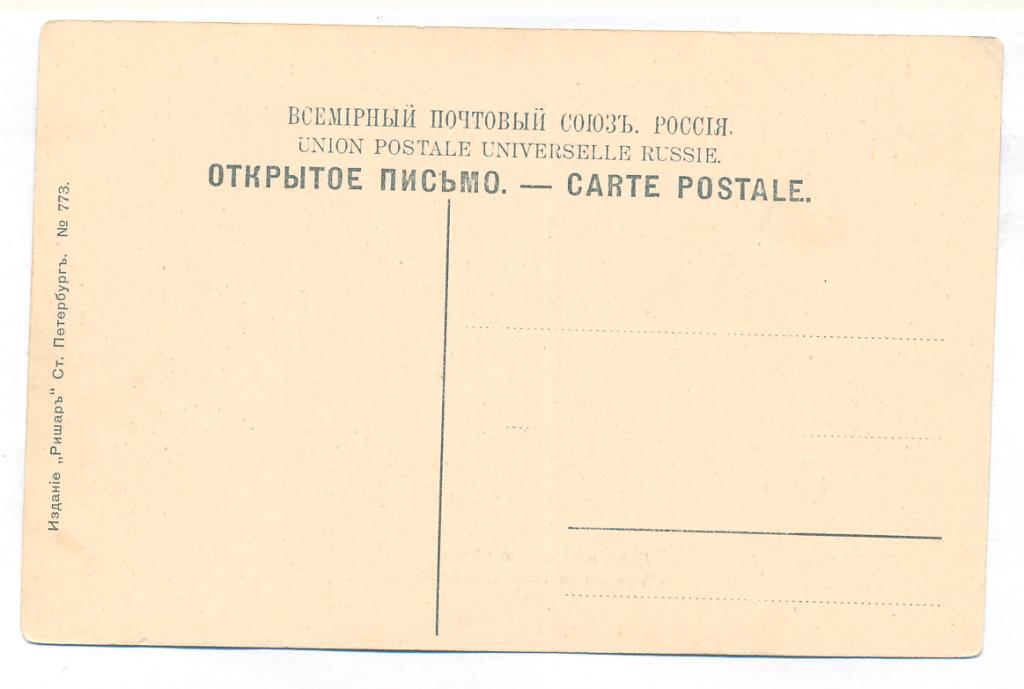 ВСЕМІРНЫЙ ПОЧТОВЫЙ СОЮЗЪ. РОССІЯ.
UNION POSTALE UNIVERSELLE RUSSIE.
ОТКРЫТОЕ ПИСЬМО. — CARTE POSTALE.
Изданіе „Ришаръ“ Ст. Петербургъ. № 773.